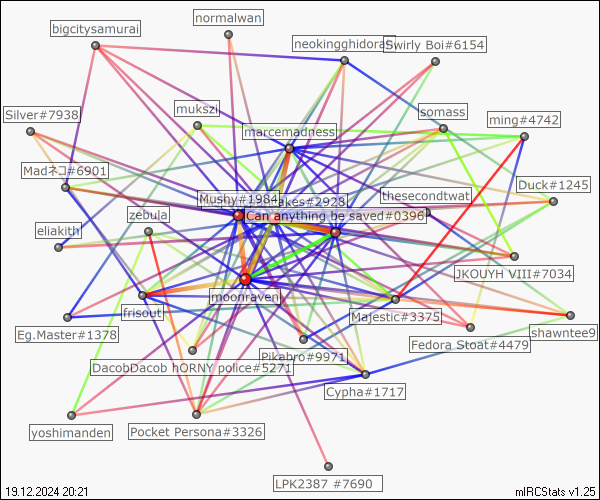 normalwan
bigcitysamurai
neokingghidoras
Swirly Boi#6154
Silver#7938
mukszi
somass
ming#4742
marcemadness
Madネコ#6901
Mushy#1984
akes#2928
thesecondtwat
Duck#1245
zebula
Can anything be saved#0396
eliakith
JKOUYH VIII#7034
moonraven
frisout
Majestic#3375
Eg.Master#1378
shawntee9
Fedora Stoat#4479
Pikabro#9971
DacobDacob hORNY police#5271
Cypha#1717
yoshimanden
Pocket Persona#3326
LPK2387 #7690
19.12.2024 20:21
mIRCStats v1.25